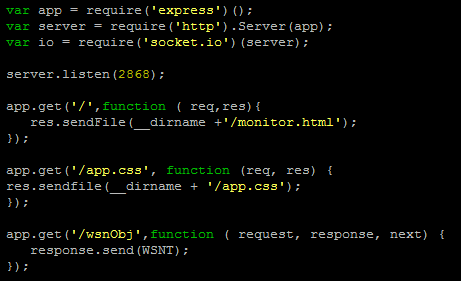 var app = require('express')();
var server = require('http').Server(app);
var io = require('socket.io')(server);
server.listen(2868);
app.get('/',function ( req,res){
res.sendFile(__dirname +'/monitor.html');
});
app.get('/app.css', function (req, res) {
res.sendfile(__dirname + '/app.css');
});
app.get('/wsnObj',function ( request, response, next) {
response.send(WSNT);
});